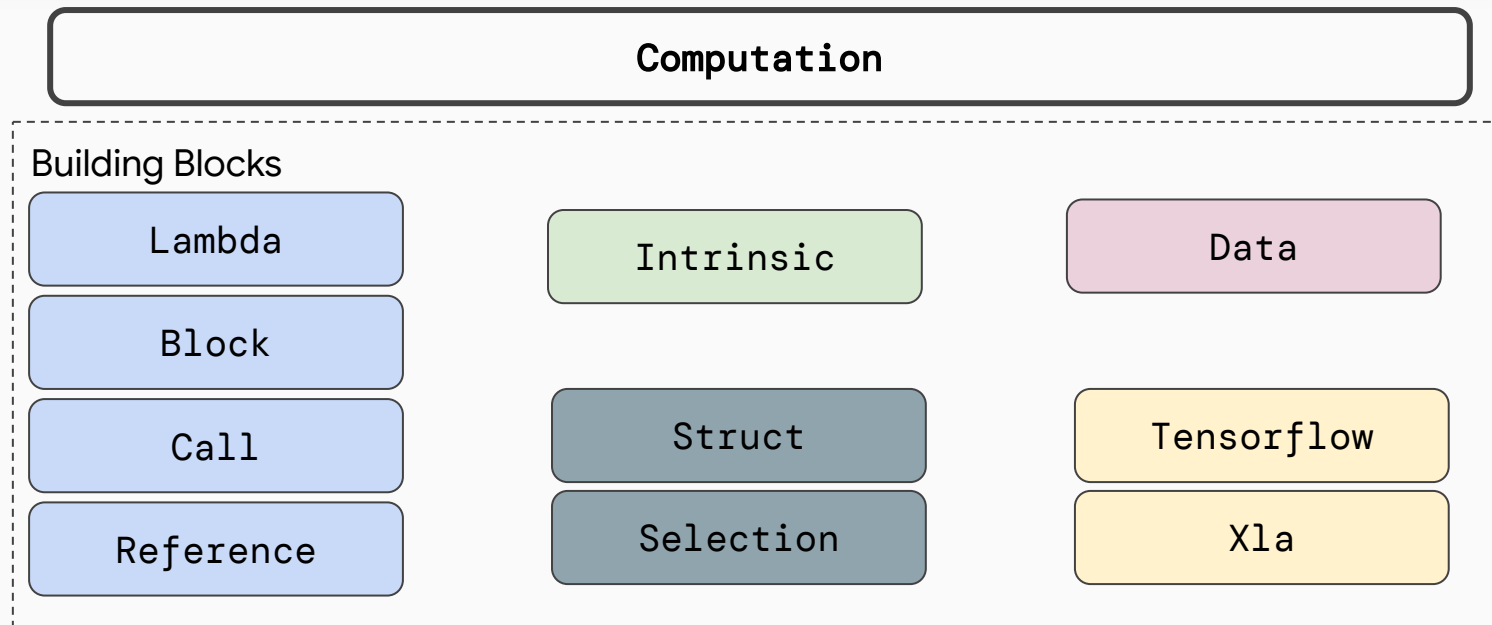 Computation
Building Blocks
Lambda
Block
Call
Reference
Intrinsic
Struct
Selection
Data
Tensorflow
Xla